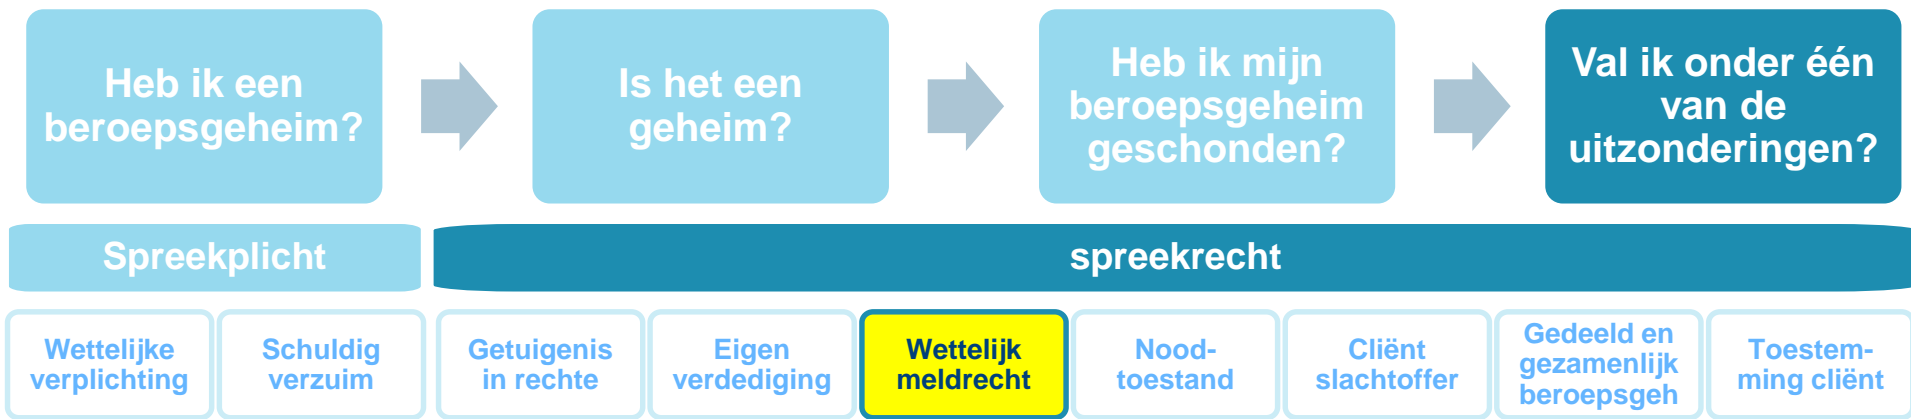 Heb ik een
beroepsgeheim?
Is het een
geheim?
Heb ik mijn
beroepsgeheim
geschonden?
Val ik onder één
van de
uitzonderingen?
Spreekplicht
spreekrecht
Wettelijke
verplichting
Schuldig
verzuim
Getuigenis
in rechte
Eigen
verdediging
Wettelijk
meldrecht
Nood-
toestand
Cliënt
slachtoffer
Gedeeld en
gezamenlijk
beroepsgeh
Toestem-
ming cliënt